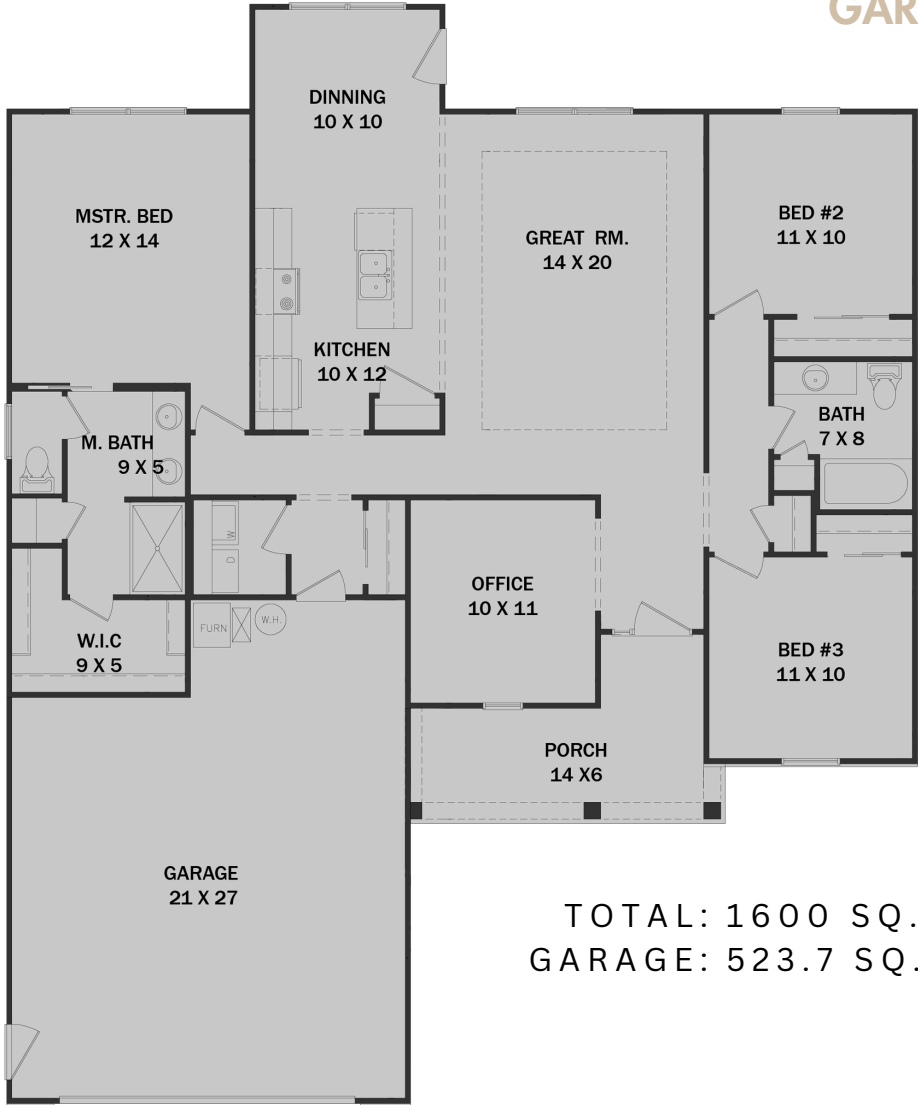 GAR
DINNING
10 X 10
MSTR. BED
12 X 14
GREAT RM.
14 X 20
BED #2
11 X 10
KITCHEN
10 X 12
BATH
7 X 8
M. BATH
9 X 5
W
D
OFFICE
10 X 11
FURN
W.H.
W.I.C
9 X 5
BED #3
11 X 10
PORCH
14 X6
GARAGE
21 X 27
TOTAL: 1600 SQ.
GARAGE: 523.7 SQ.